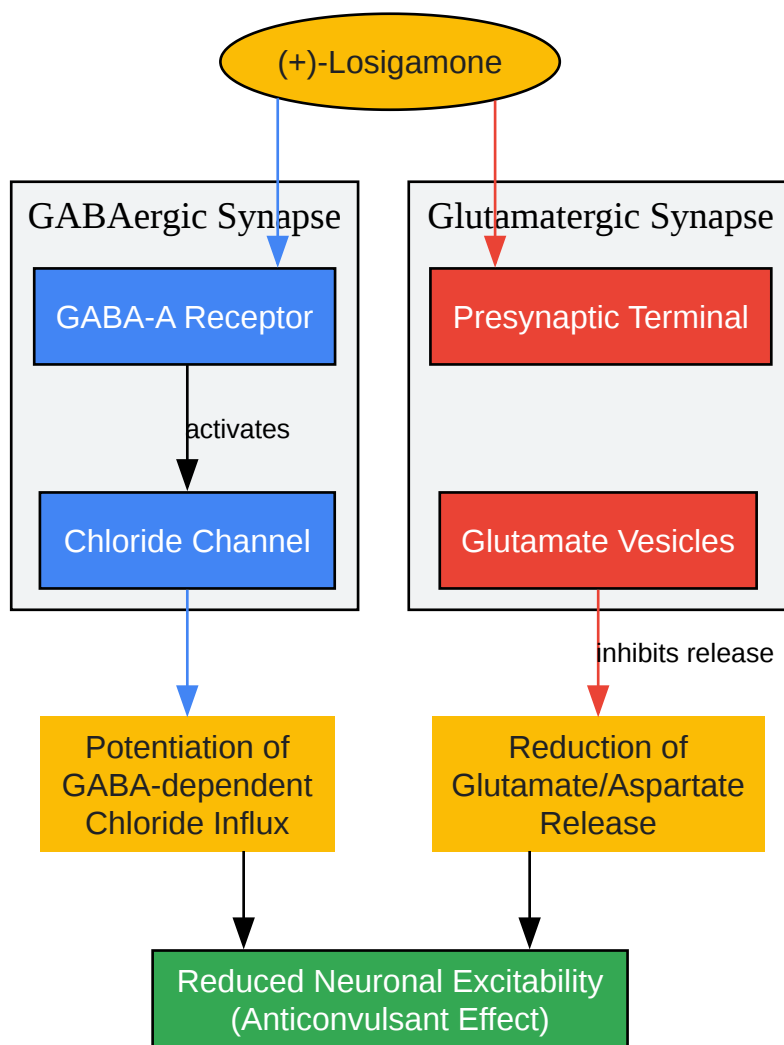 (+)-Losigamone
GABAergic Synapse
Glutamatergic Synapse
GABA-A Receptor
Presynaptic Terminal
activates
Chloride Channel
Glutamate Vesicles
inhibits release
Potentiation of
GABA-dependent
Chloride Influx
Reduction of
Glutamate/Aspartate
Release
Reduced Neuronal Excitability
(Anticonvulsant Effect)